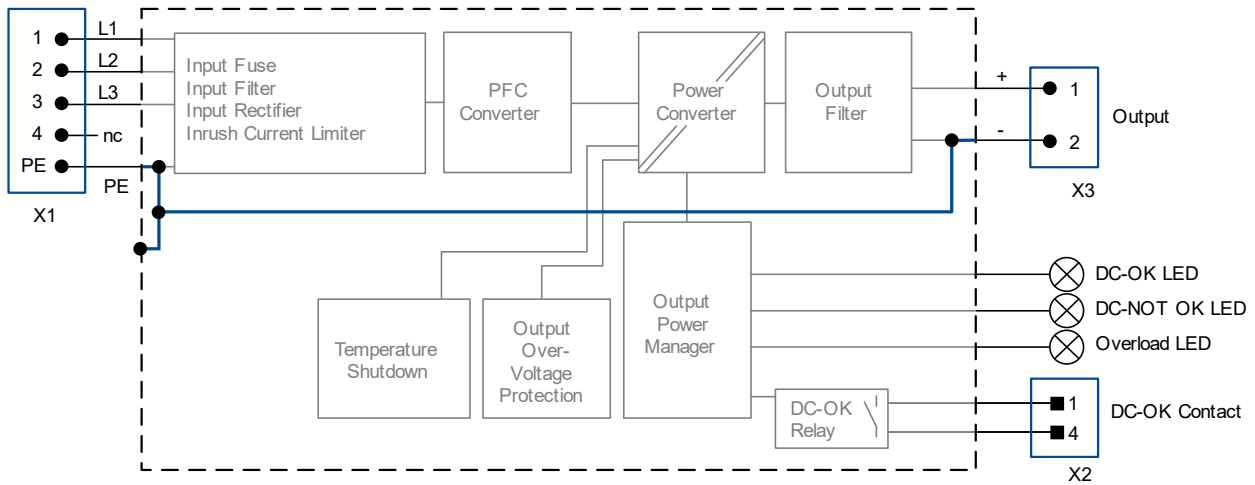 1
L1
2
L2
3
L3
4
nc
PE
PE
X1
Input Fuse
Input Filter
Input Rectifier
Inrush Current Limiter
PFC
Converter
Power
Converter
Output
Filter
+
1
-
2
Output
X3
Temperature
Shutdown
Output
Over-
Voltage
Protection
Output
Power
Manager
DC-OK LED
DC-NOT OK LED
Overload LED
DC-OK
Relay
1
4
DC-OK Contact
X2